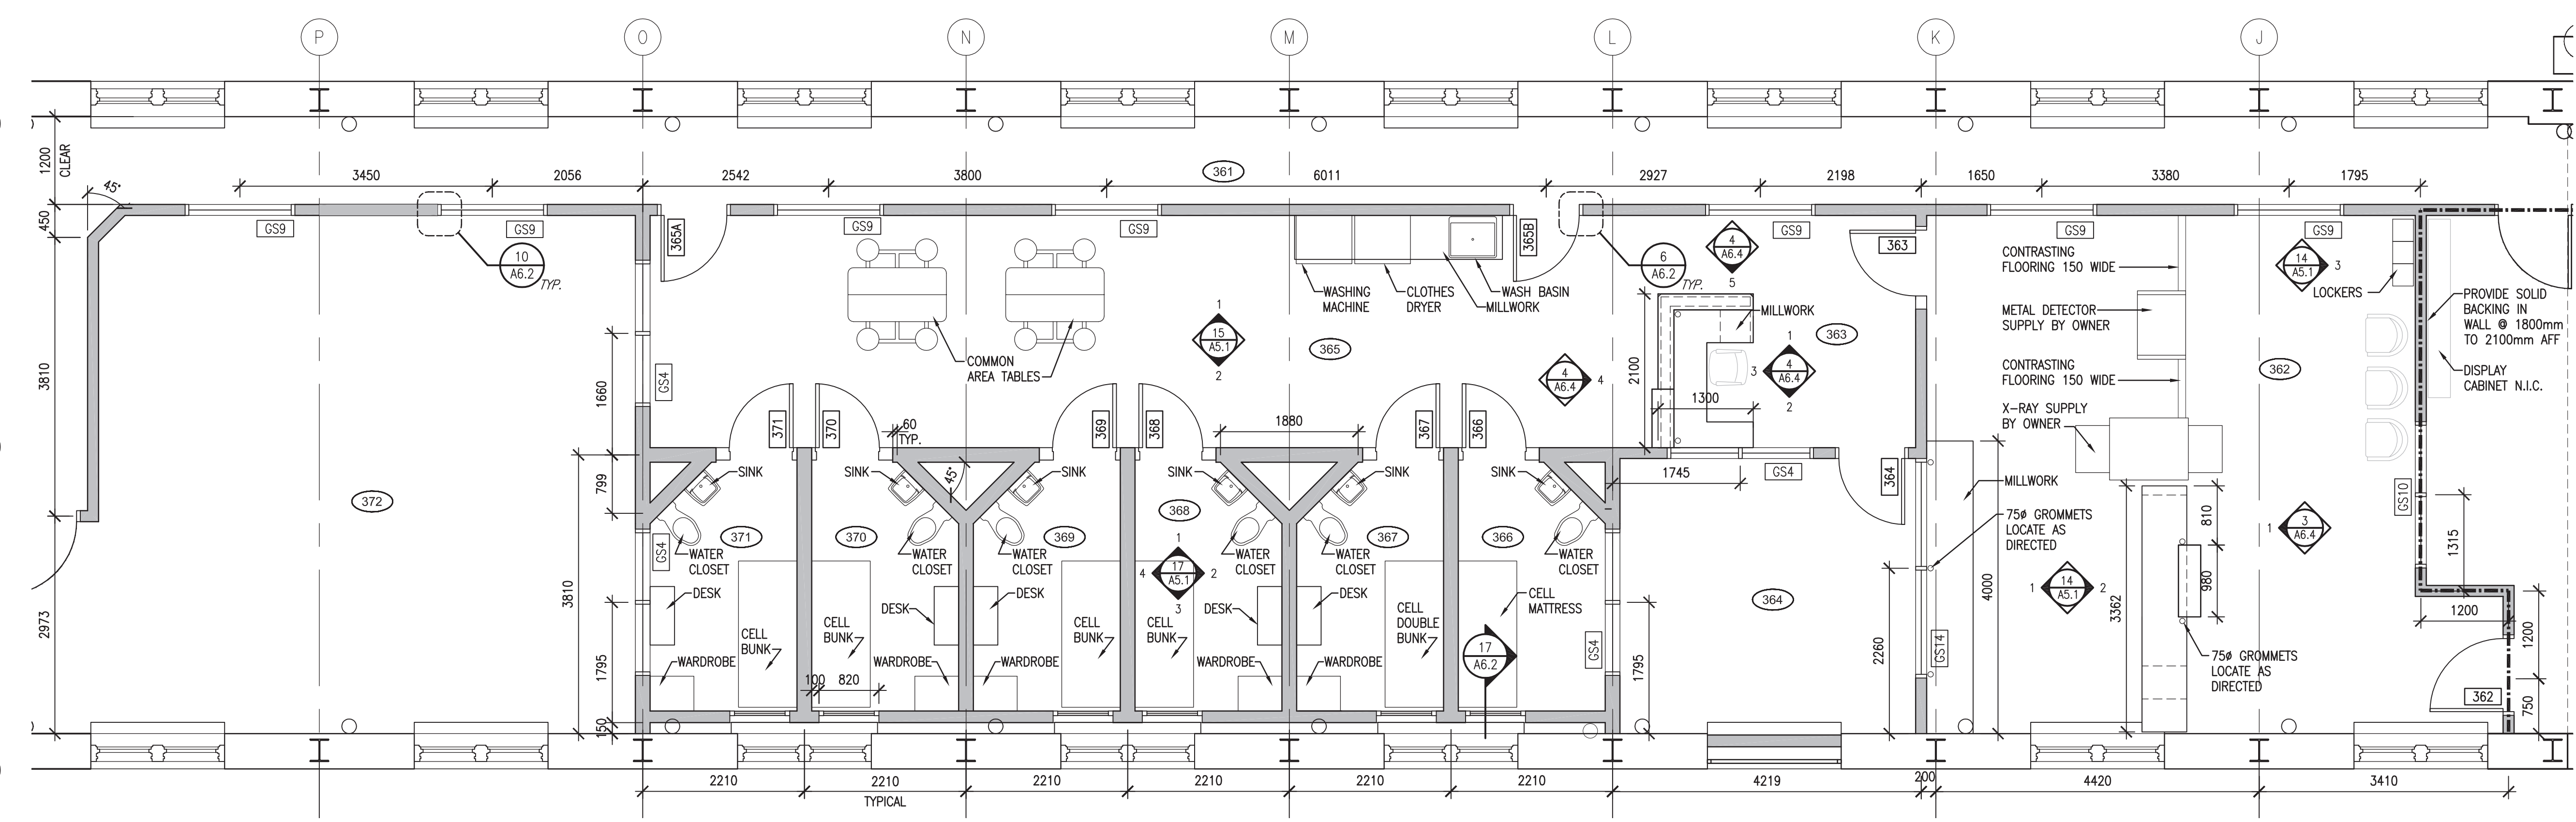 P O N M L K J
1200
CLEAR
45°
450
3810
2973
3450 2056 2542 3800 361 6011 2927 2198 1650 3380 1795
GS9
GS9
GS9
GS9
GS9
GS9
GS9
10
A6.2
TYP.
365A
365B
6
A6.2
TYP.
4
A6.4
5
363
14
A5.1
3
WASHING
MACHINE
CLOTHES
DRYER
WASH BASIN
MILLWORK
MILLWORK
CONTRASTING
FLOORING 150 WIDE
METAL DETECTOR
SUPPLY BY OWNER
CONTRASTING
FLOORING 150 WIDE
X-RAY SUPPLY
BY OWNER
LOCKERS
PROVIDE SOLID
BACKING IN
WALL @ 1800mm
TO 2100mm AFF
DISPLAY
CABINET N.I.C.
COMMON
AREA TABLES
1
15
A5.1
2
365
363
362
4
A6.4
4
1
3
4
A6.4
2
2100
1300
1660
GS4
371
370
369
368
367
366
60
TYP.
1880
1745
GS4
364
372
799
3810
1795
150
GS4
SINK
SINK
SINK
SINK
SINK
SINK
45°
371
370
369
368
367
366
WATER
CLOSET
WATER
CLOSET
WATER
CLOSET
WATER
CLOSET
WATER
CLOSET
WATER
CLOSET
1
4
17
A5.1
2
3
DESK
DESK
DESK
DESK
DESK
CELL
BUNK
CELL
BUNK
CELL
BUNK
CELL
BUNK
CELL
DOUBLE
BUNK
CELL
MATTRESS
17
A6.2
WARDROBE
WARDROBE
WARDROBE
WARDROBE
WARDROBE
100 820
GS4
1795
364
2260
GS14
4000
MILLWORK
75ø GROMMETS
LOCATE AS
DIRECTED
1
14
A5.1
2
3362
810
980
75ø GROMMETS
LOCATE AS
DIRECTED
1
3
A6.4
GS10
1315
1200
1200
362
750
2210 2210 2210 2210 2210 2210 4219 200 4420 3410
TYPICAL